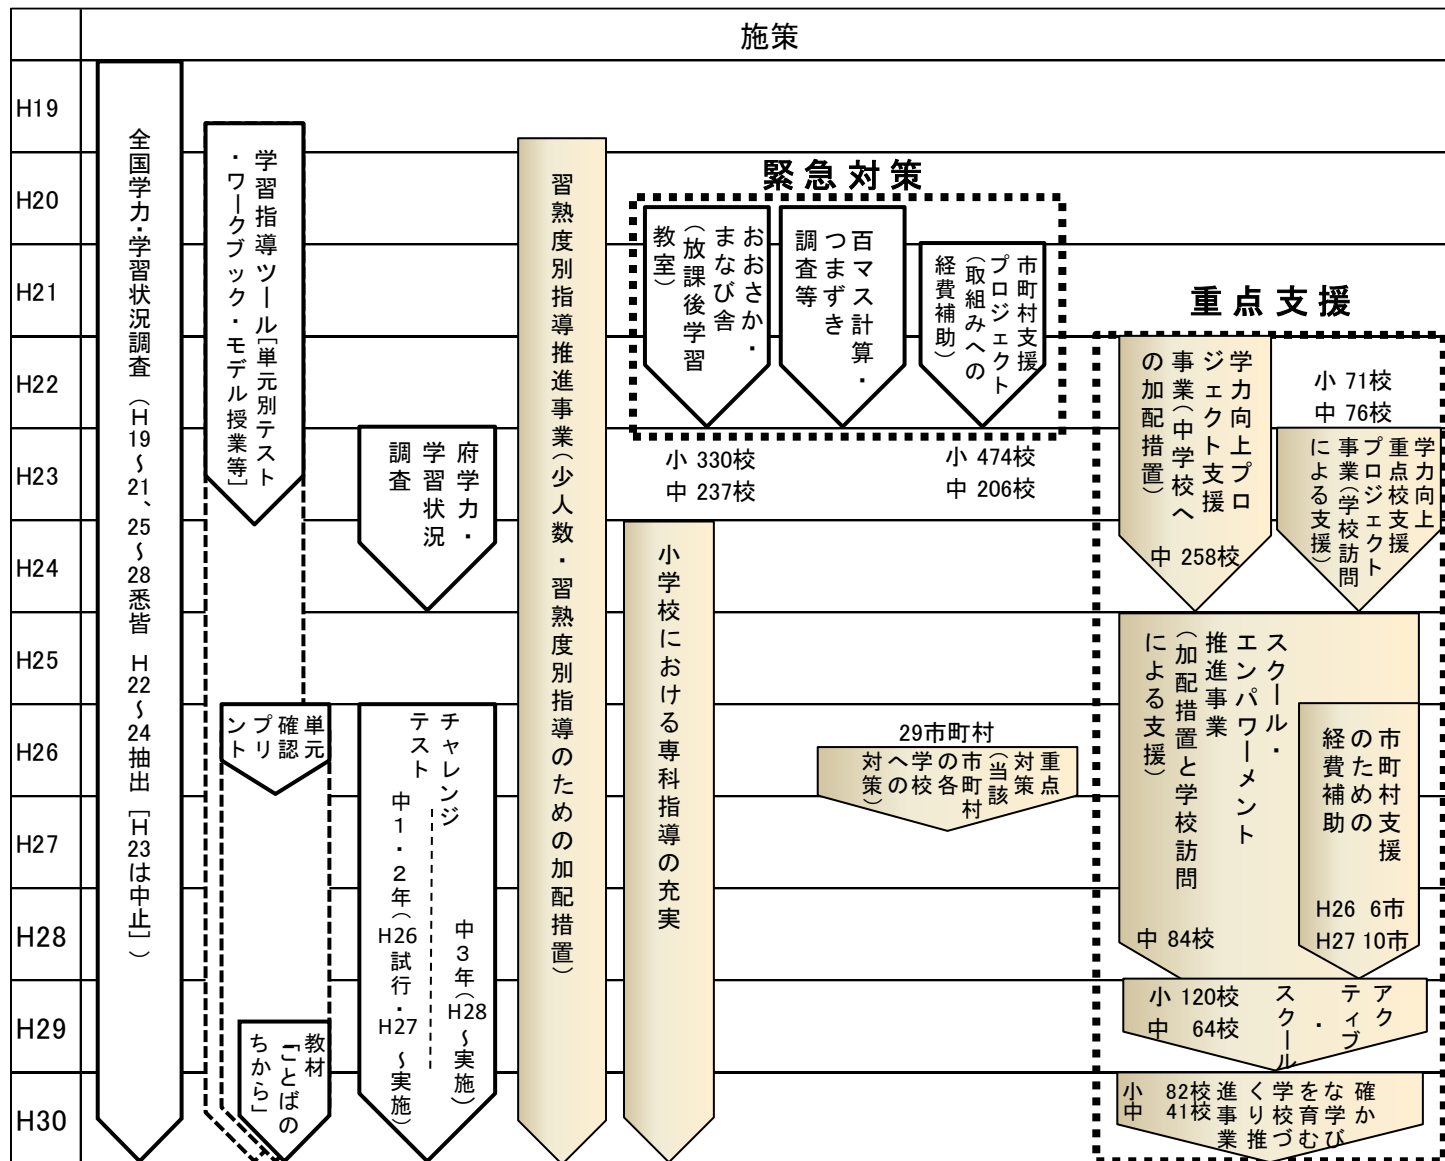 施策
H19
H20
H21
H22
H23
H24
H25
H26
H27
H28
H29
H30
全国学力・学習状況調査（H19～21、25～28悉皆 H22～24抽出［H23は中止］）
学習指導ツール［単元別テスト
・ワークブック・モデル授業等］
単元
確認
プリ
ント
教材
「ことばの
ちから」
府学力・
学習状況
調査
チャレンジ
テスト
中1・2年（H26試行・H27～実施）
中3年（H28～実施）
習熟度別指導推進事業（少人数・習熟度別指導のための加配措置）
小学校における専科指導の充実
緊急対策
おおさか・
まなび舎
（放課後学習
教室）
小 330校
中 237校
百マス計算・
つまずき
調査等
市町村支援
プロジェクト
（取組みへの
経費補助）
小 474校
中 206校
29市町村
重点
対策
（当該
市町村
の各
学校
への
対策）
重点支援
学力向上プロ
ジェクト支援
事業（中学校へ
の加配措置）
中 258校
小 71校
中 76校
学力向上
重点校支援
プロジェクト
事業（学校訪問
による支援）
スクール・
エンパワーメント
推進事業
（加配措置と学校訪問
による支援）
中 84校
市町村支援
のための
経費補助
H26 6市
H27 10市
アク
ティブ
・
スクール
小 120校
中 64校
確か
な学び
をむ
学校づ
くり推
進事業
小 82校
中 41校